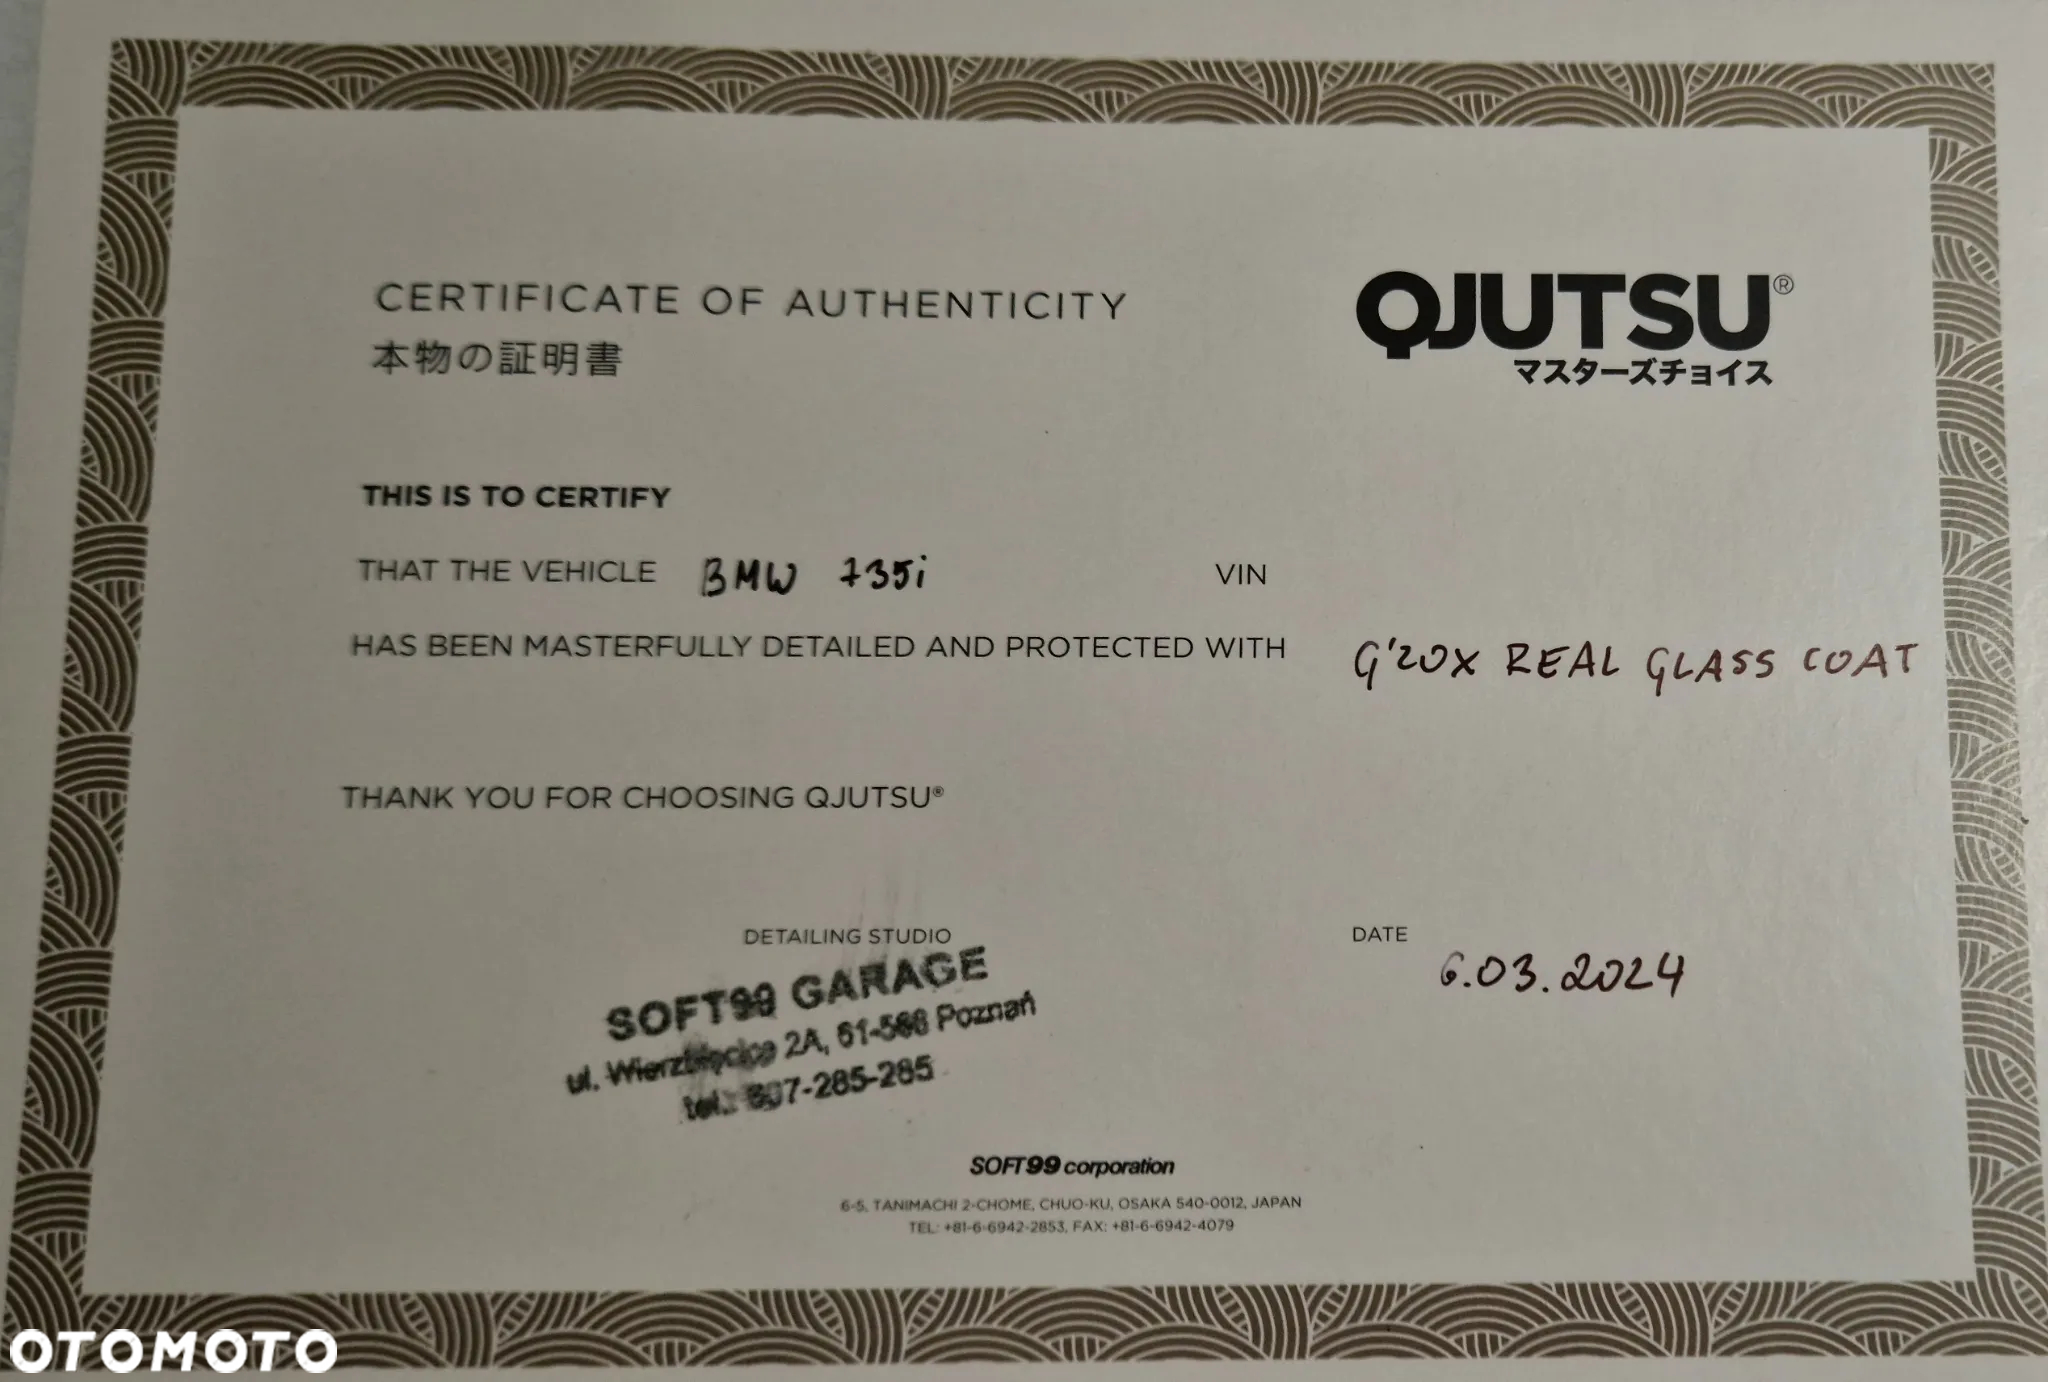 CERTIFICATE OF AUTHENTICITY
本物の証明書
QJUTSU®
マスターズチョイス
THIS IS TO CERTIFY
THAT THE VEHICLE BMW 735i VIN
HAS BEEN MASTERFULLY DETAILED AND PROTECTED WITH G'ZOX REAL GLASS COAT
THANK YOU FOR CHOOSING QJUTSU®
DETAILING STUDIO
DATE
SOFT99 GARAGE
6.03.2024
ul. Wierzbięcice 2A, 61-568 Poznań
tel.: 807-285-285
SOFT99 corporation
6-5, TANIMACHI 2-CHOME, CHUO-KU, OSAKA 540-0012, JAPAN
TEL: +81-6-6942-2853, FAX: +81-6-6942-4079
OTOMOTO